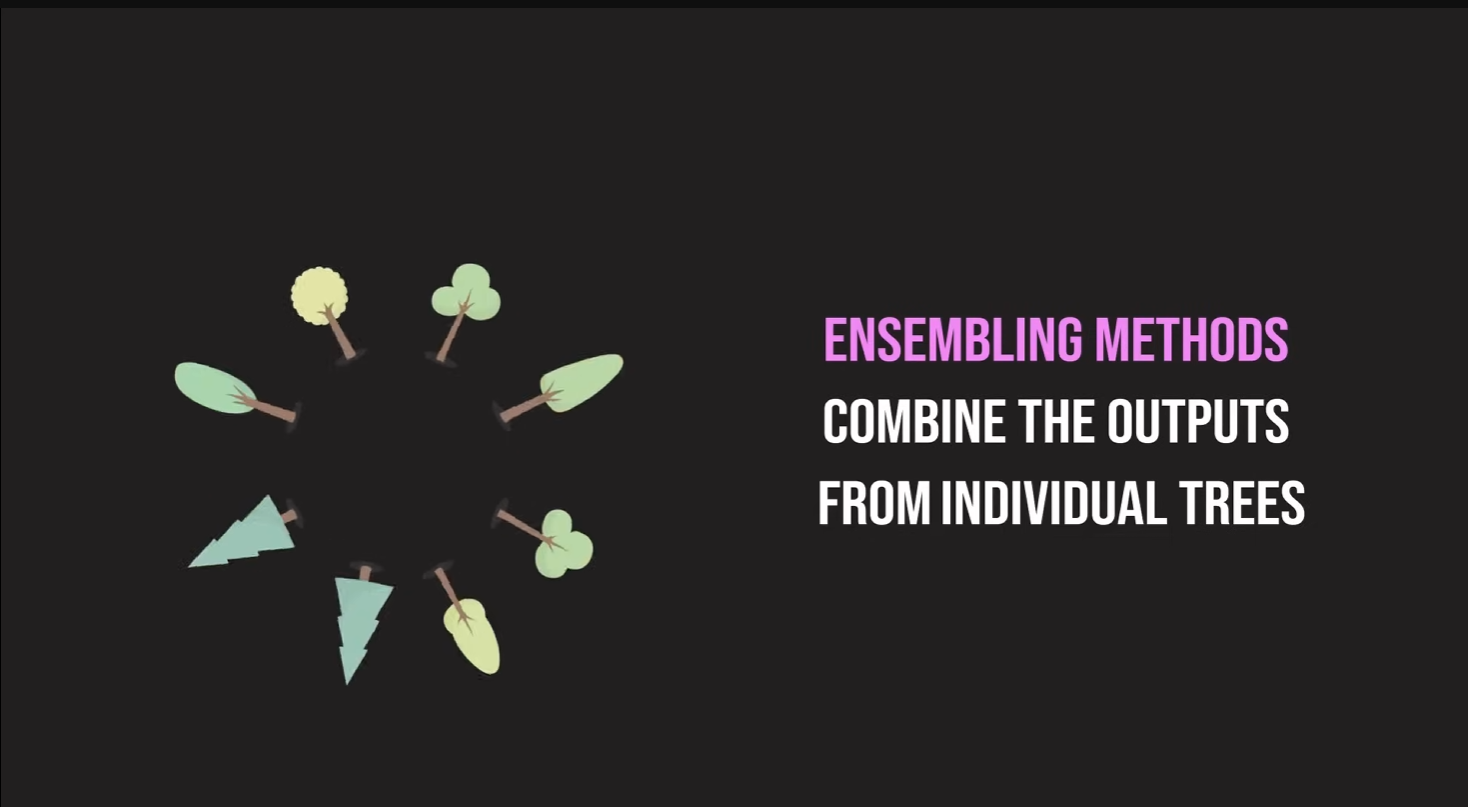 ENSEMBLING METHODS
COMBINE THE OUTPUTS
FROM INDIVIDUAL TREES